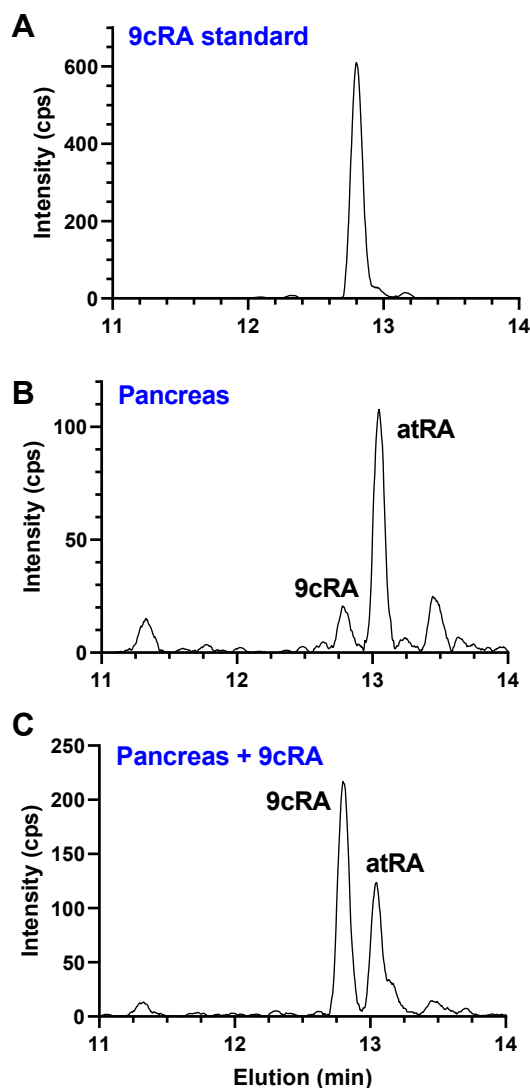 A
9cRA standard
Intensity (cps)
600
400
200
0
11 12 13 14
B
Pancreas
Intensity (cps)
100
50
0
9cRA
atRA
11 12 13 14
C
Pancreas + 9cRA
Intensity (cps)
250
200
150
100
50
0
9cRA
atRA
11 12 13 14
Elution (min)